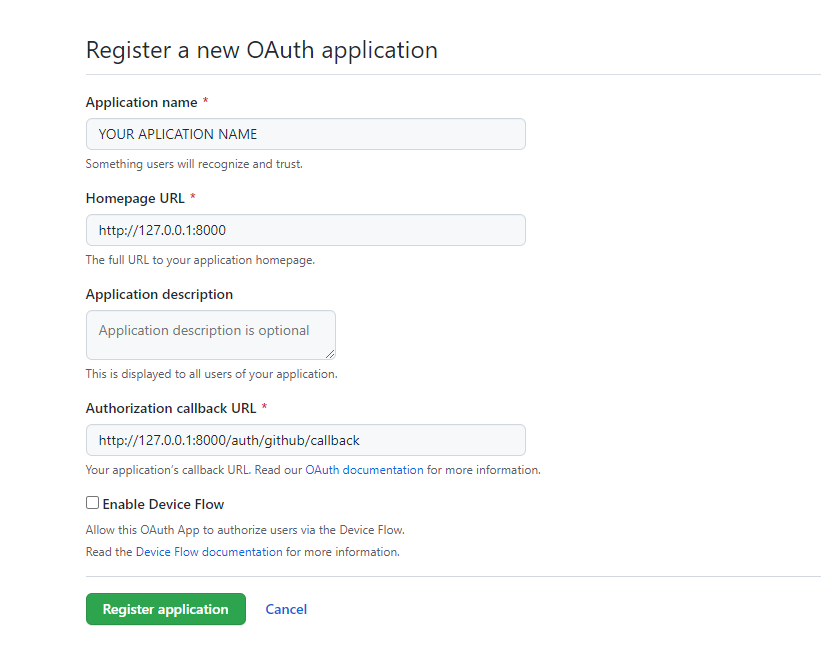 Register a new OAuth application
Application name *
YOUR APLICATION NAME
Something users will recognize and trust.
Homepage URL *
http://127.0.0.1:8000
The full URL to your application homepage.
Application description
Application description is optional
This is displayed to all users of your application.
Authorization callback URL *
http://127.0.0.1:8000/auth/github/callback
Your application’s callback URL. Read our OAuth documentation for more information.
Enable Device Flow
Allow this OAuth App to authorize users via the Device Flow.
Read the Device Flow documentation for more information.
Register application Cancel